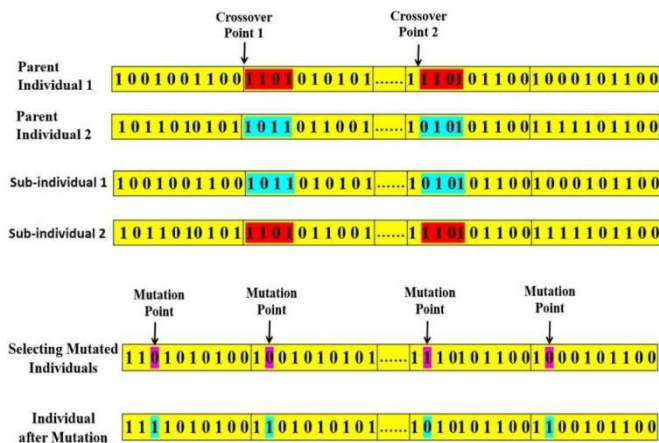 Crossover Point 1
Crossover Point 2
Parent Individual 1
1 0 0 1 0 0 1 1 0 0 1 1 0 1 0 1 0 1 0 1 ...... 1 1 1 0 1 0 1 1 0 0 1 0 0 0 1 0 1 1 0 0
Parent Individual 2
1 0 1 1 0 1 0 1 0 1 1 0 1 1 0 1 1 0 0 1 ...... 1 0 1 0 1 0 1 1 0 0 1 1 1 1 1 0 1 1 0 0
Sub-individual 1
1 0 0 1 0 0 1 1 0 0 1 0 1 1 0 1 0 1 0 1 ...... 1 0 1 0 1 0 1 1 0 0 1 0 0 0 1 0 1 1 0 0
Sub-individual 2
1 0 1 1 0 1 0 1 0 1 1 1 0 1 0 1 1 0 0 1 ...... 1 1 1 0 1 0 1 1 0 0 1 1 1 1 1 0 1 1 0 0
Mutation Point
Mutation Point
Mutation Point
Mutation Point
Selecting Mutated Individuals
1 1 0 1 0 1 0 1 0 0 1 0 0 1 0 1 0 1 0 1 ...... 1 1 1 0 1 0 1 1 0 0 1 0 0 0 1 0 1 1 0 0
Individual after Mutation
1 1 1 1 0 1 0 1 0 0 1 1 0 1 0 1 0 1 0 1 ...... 1 0 1 0 1 0 1 1 0 0 1 1 0 0 1 0 1 1 0 0